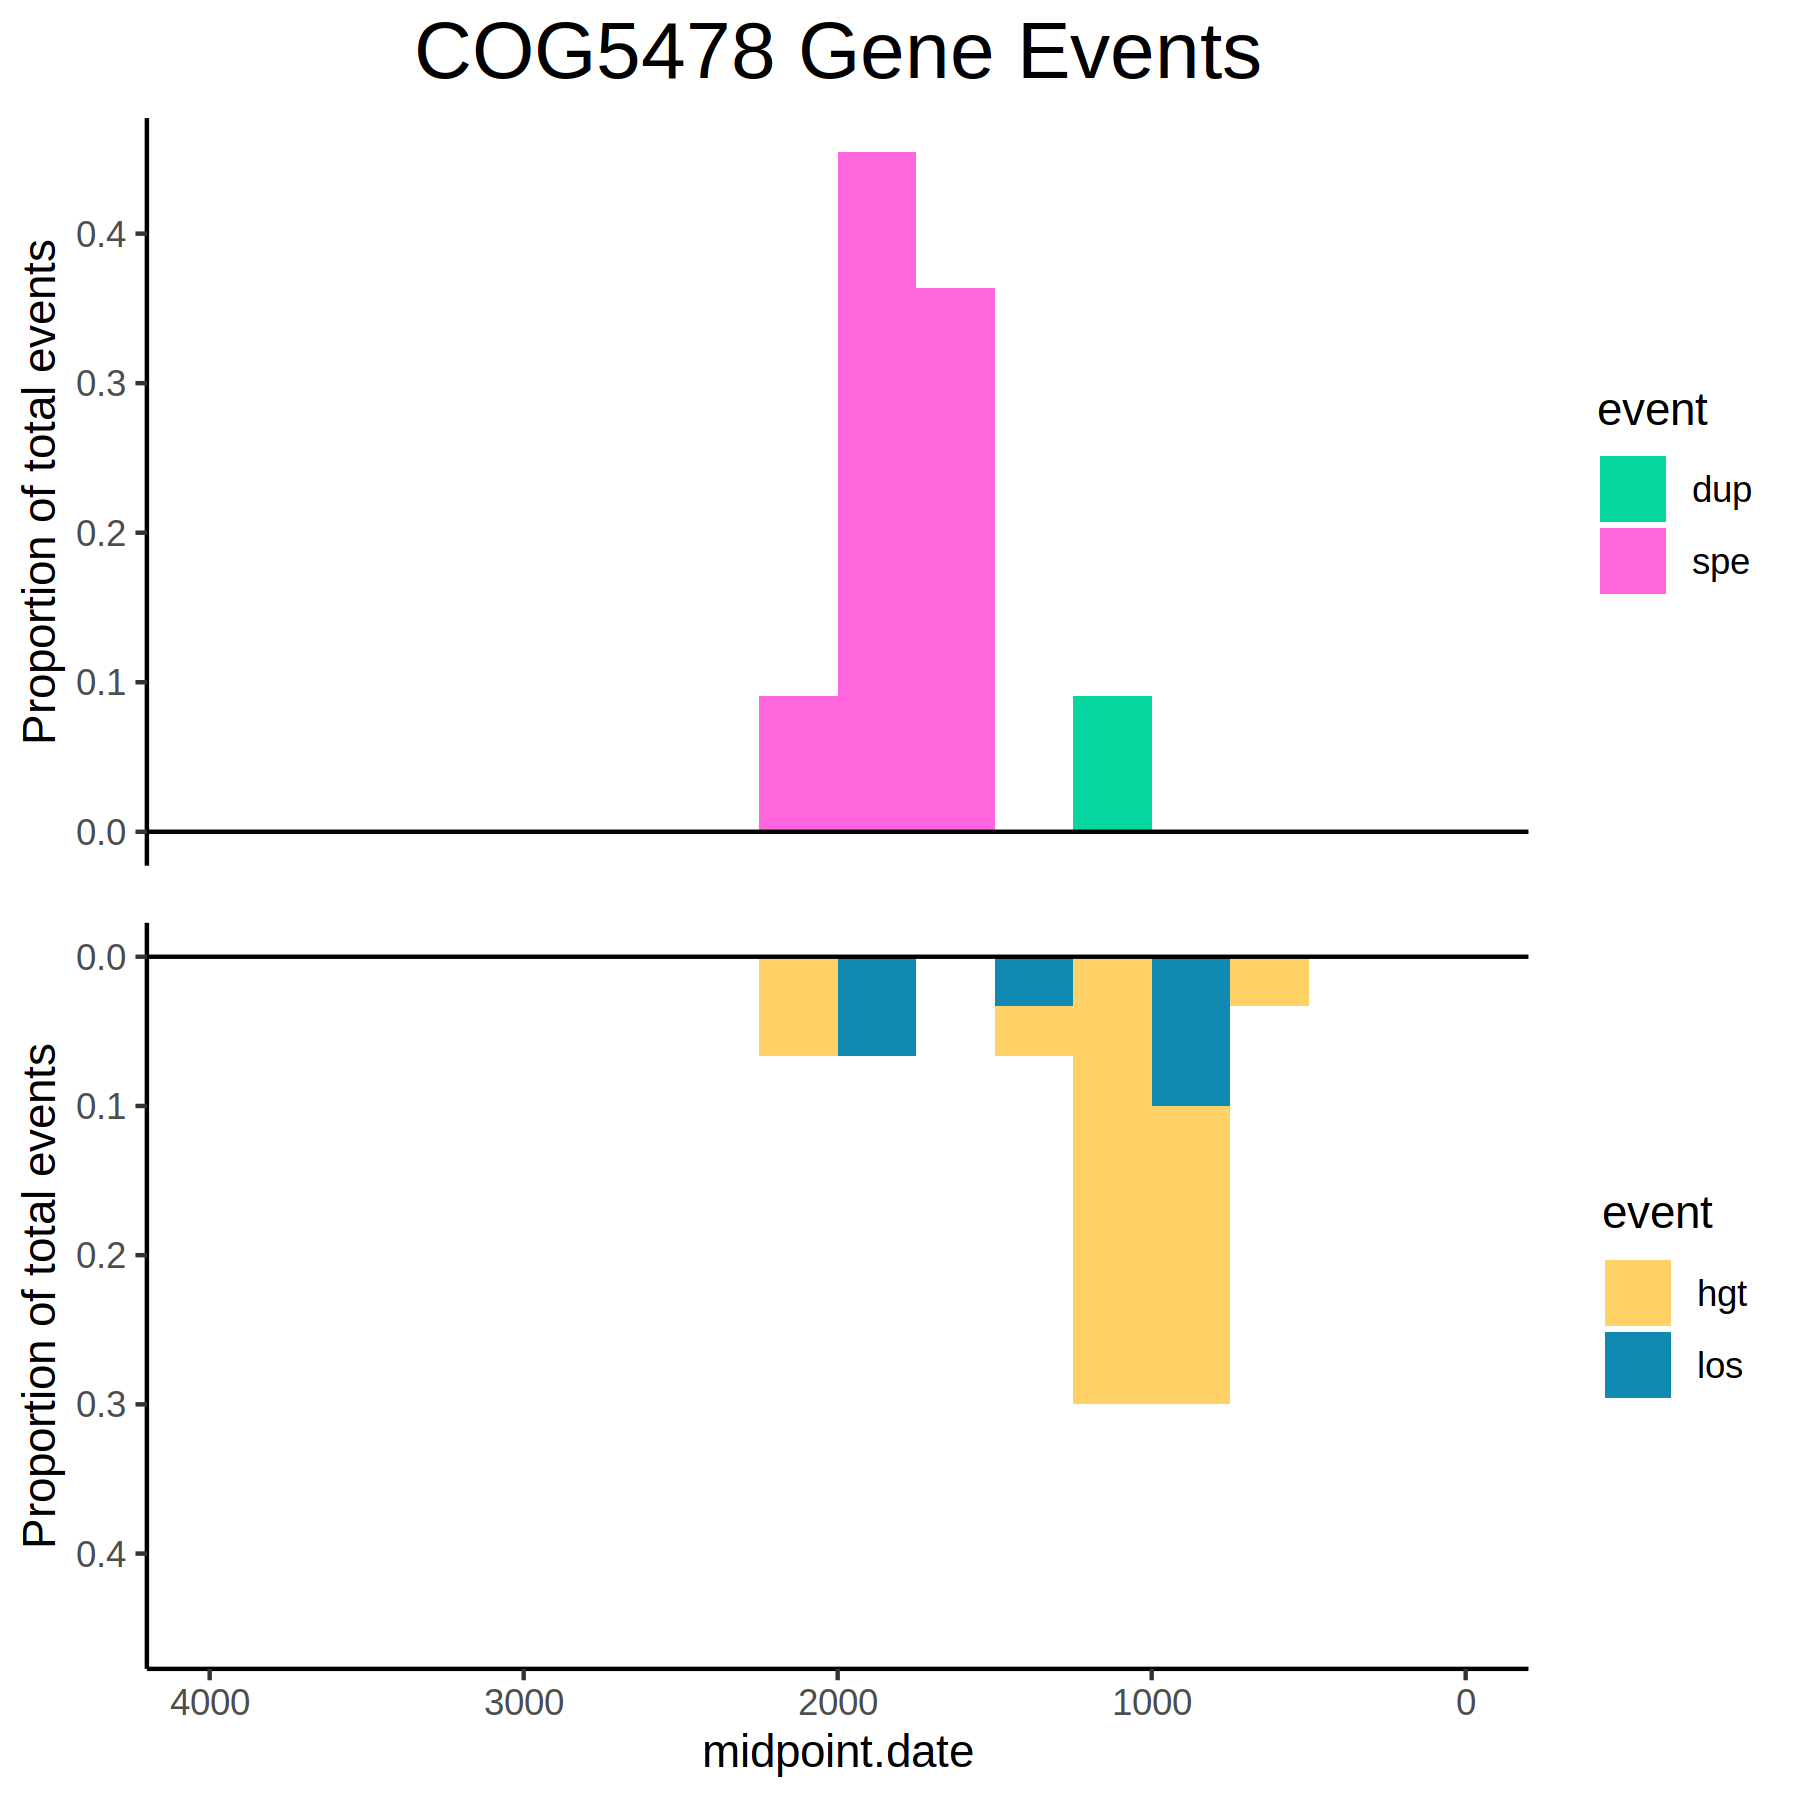 COG5478 Gene Events
Proportion of total events
0.4
0.3
0.2
0.1
0.0
event
dup
spe
Proportion of total events
0.0
0.1
0.2
0.3
0.4
event
hgt
los
4000 3000 2000 1000 0
midpoint.date